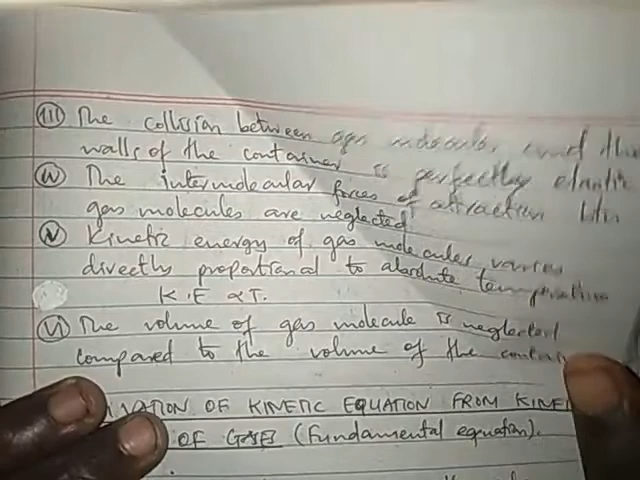 (III) The collision between gas molecules and the
walls of the container is perfectly elastic
(IV) The intermolecular forces of attraction btn
gas molecules are neglected
(V) Kinetic energy of gas molecules varies
directly proportional to absolute temperature
K.E ∝ T.
(VI) The volume of gas molecule is neglected
compared to the volume of the
VATION OF KINETIC EQUATION FROM KINE
OF GASES (Fundamental equation).